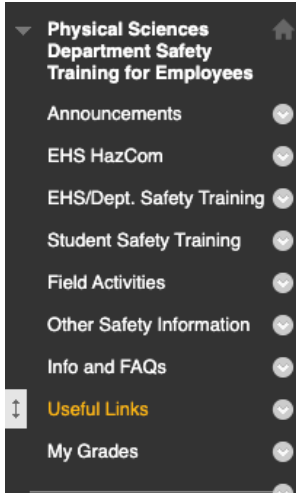 Physical Sciences
Department Safety
Training for Employees
Announcements
EHS HazCom
EHS/Dept. Safety Training
Student Safety Training
Field Activities
Other Safety Information
Info and FAQs
Useful Links
My Grades